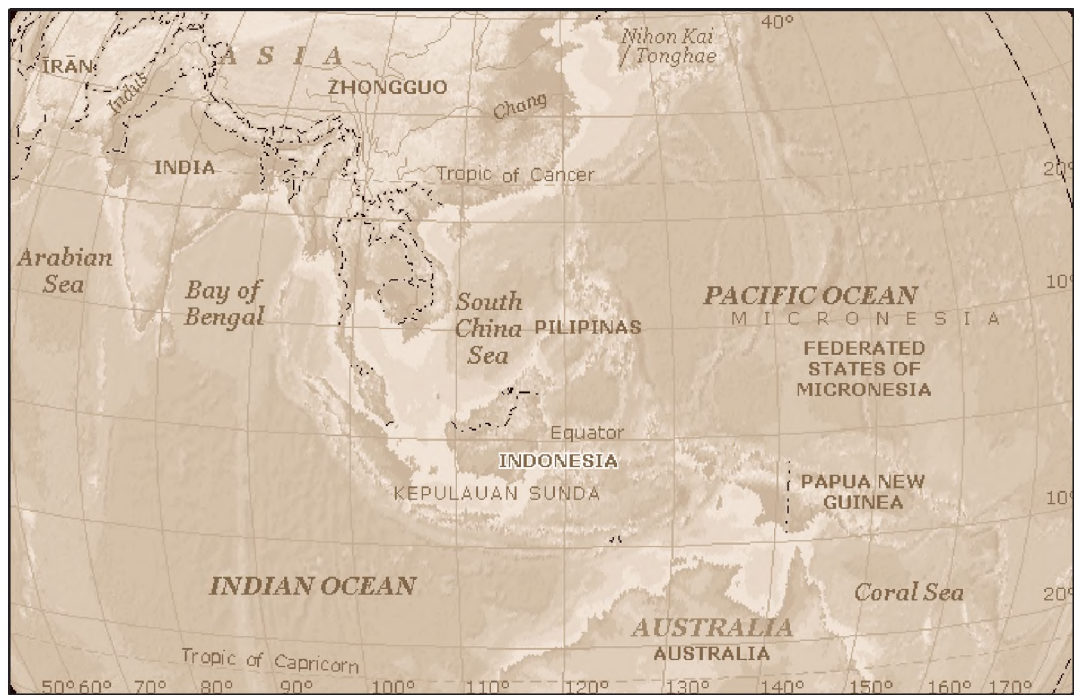 40°
Nihon Kai
/ Tonghae
ASIA
IRĀN
ZHONGGUO
Indus
Chang
INDIA
Tropic of Cancer
20°
Arabian
Sea
Bay of
Bengal
South
China
Sea
PILIPINAS
PACIFIC OCEAN
10°
MICRONESIA
FEDERATED
STATES OF
MICRONESIA
Equator
INDONESIA
KEPULAUAN SUNDA
PAPUA NEW
GUINEA
10°
INDIAN OCEAN
Coral Sea
20°
AUSTRALIA
AUSTRALIA
Tropic of Capricorn
50° 60° 70° 80° 90° 100° 110° 120° 130° 140° 150° 160° 170°